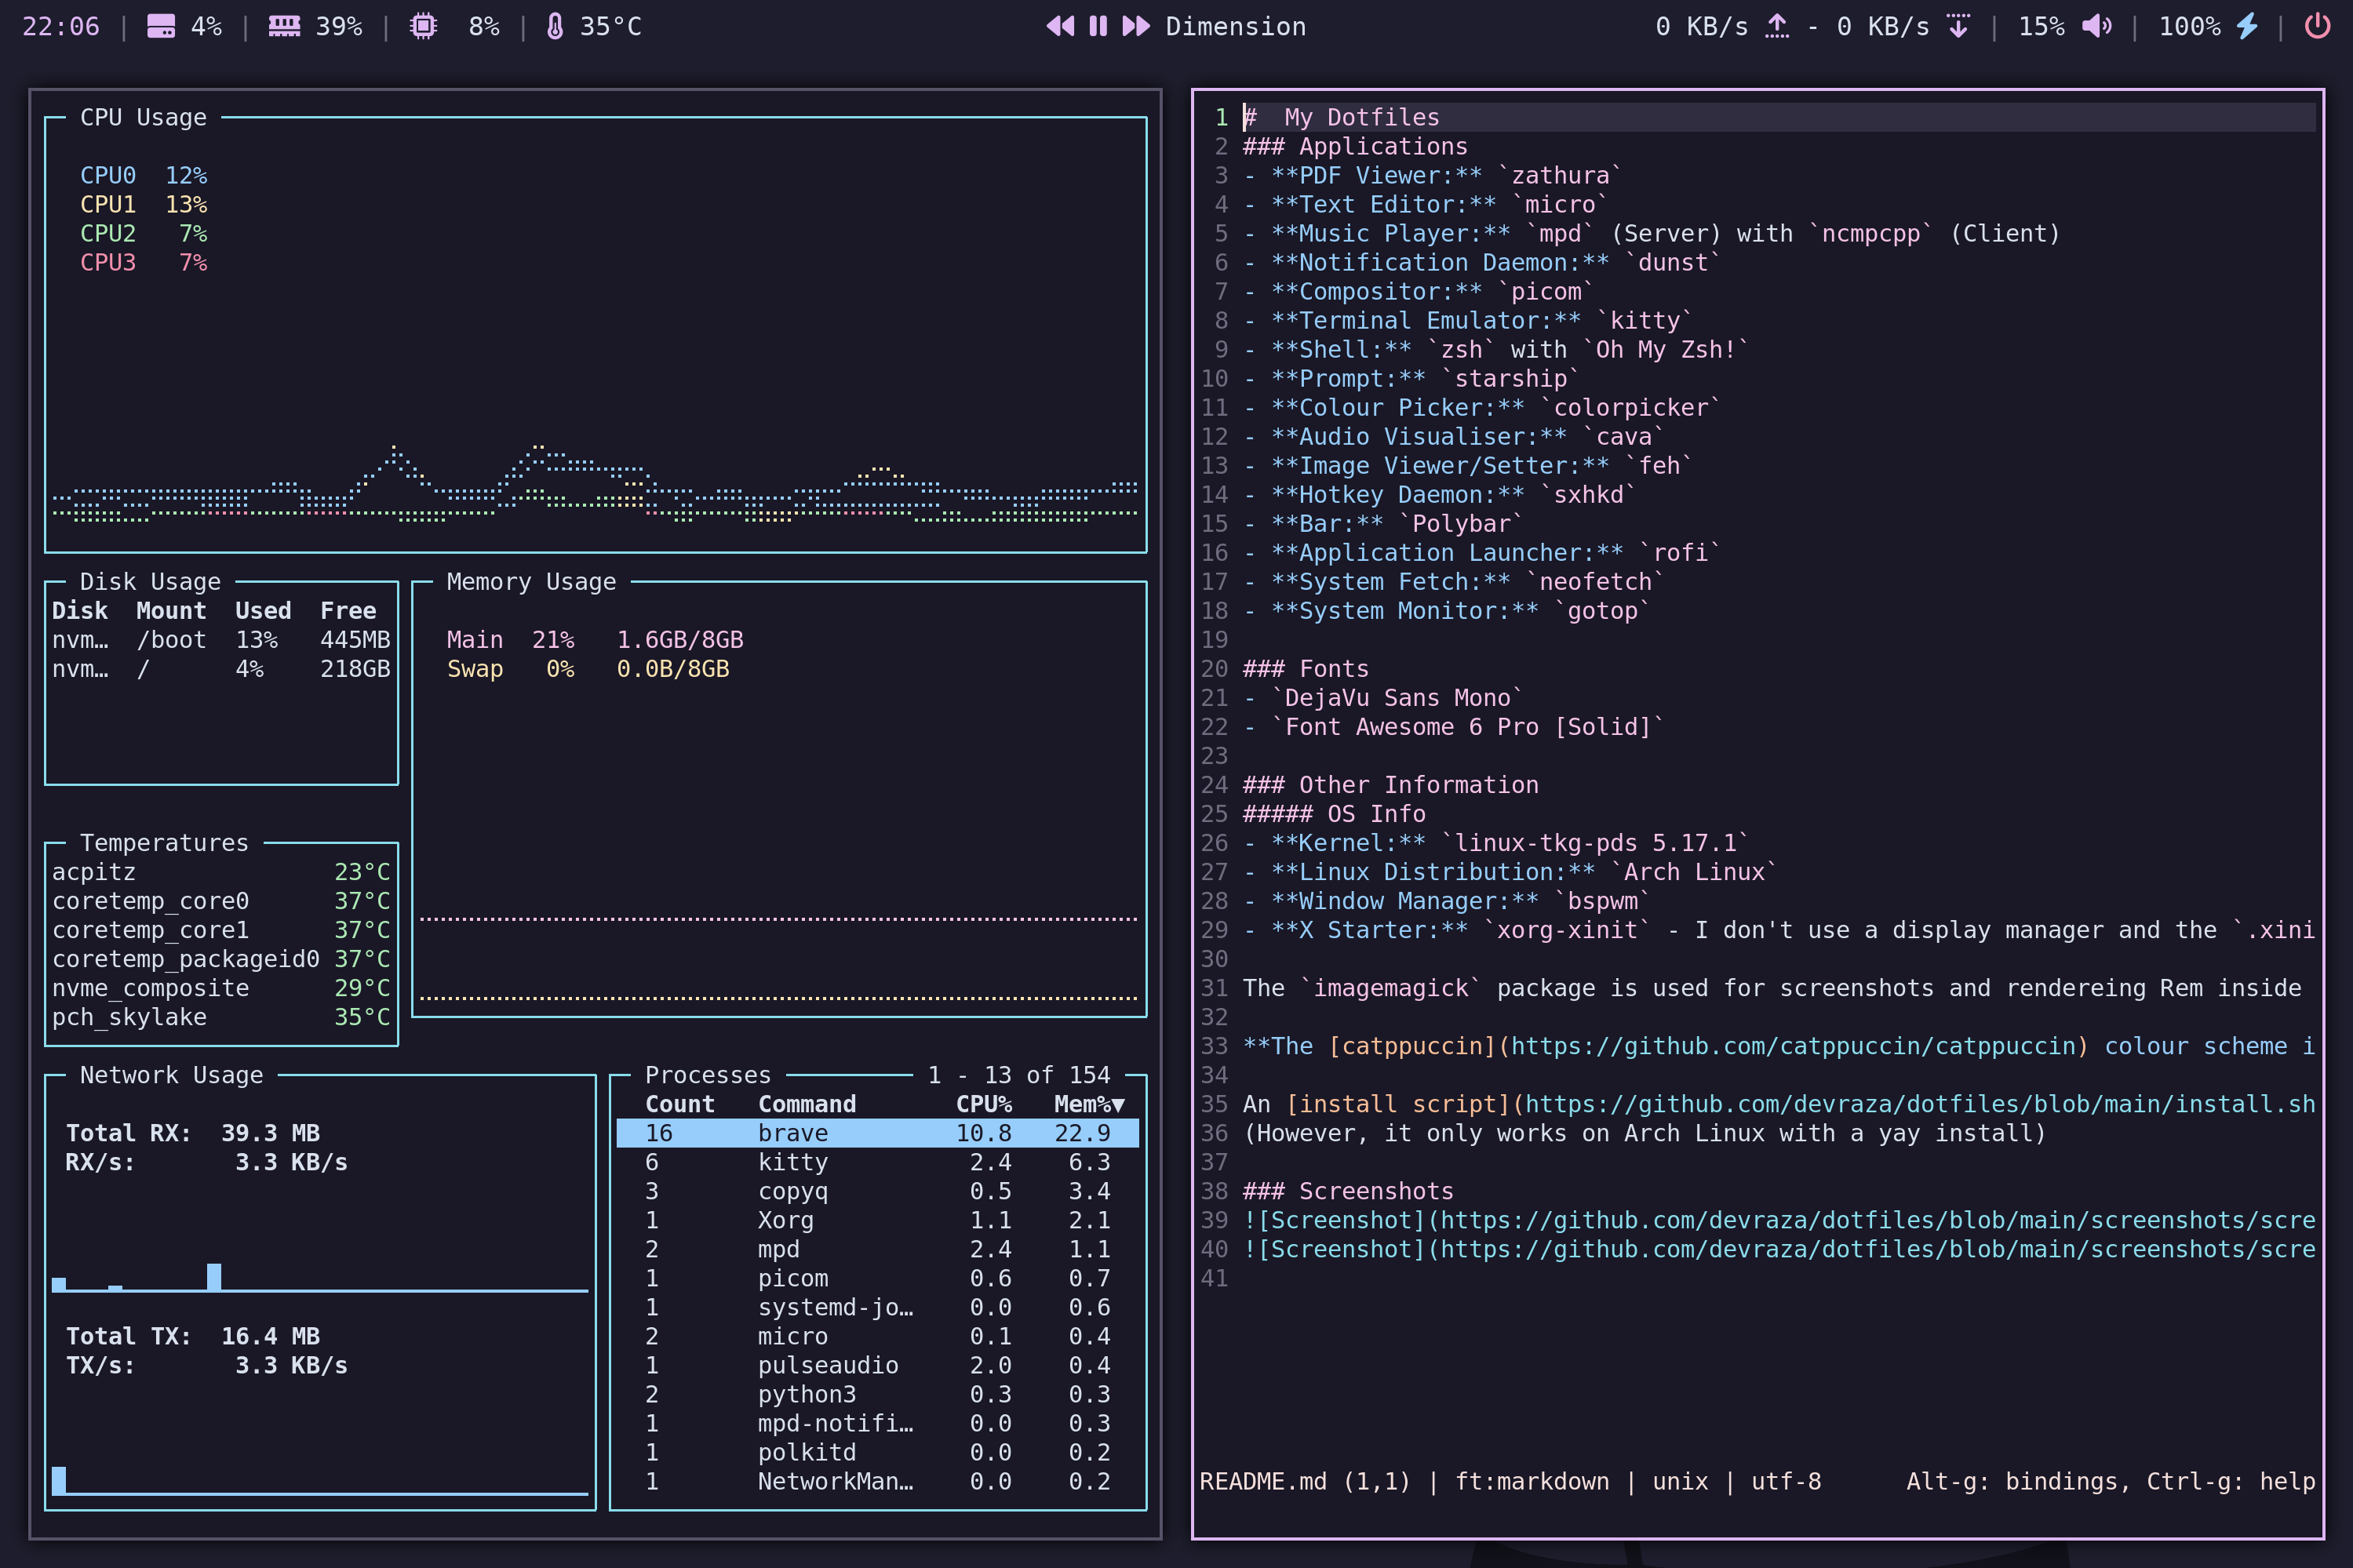 22:06 | 4% | 39% | 8% | 35°C
Dimension
0 KB/s - 0 KB/s | 15% | 100% |
CPU Usage
CPU0 12%
CPU1 13%
CPU2 7%
CPU3 7%
Disk Usage
Disk Mount Used Free
nvm… /boot 13% 445MB
nvm… / 4% 218GB
Memory Usage
Main 21% 1.6GB/8GB
Swap 0% 0.0B/8GB
Temperatures
acpitz 23°C
coretemp_core0 37°C
coretemp_core1 37°C
coretemp_packageid0 37°C
nvme_composite 29°C
pch_skylake 35°C
Network Usage
Total RX: 39.3 MB
RX/s: 3.3 KB/s
Total TX: 16.4 MB
TX/s: 3.3 KB/s
Processes 1 - 13 of 154
Count Command CPU% Mem%▼
16 brave 10.8 22.9
6 kitty 2.4 6.3
3 copyq 0.5 3.4
1 Xorg 1.1 2.1
2 mpd 2.4 1.1
1 picom 0.6 0.7
1 systemd-jo… 0.0 0.6
2 micro 0.1 0.4
1 pulseaudio 2.0 0.4
2 python3 0.3 0.3
1 mpd-notifi… 0.0 0.3
1 polkitd 0.0 0.2
1 NetworkMan… 0.0 0.2
1 #  My Dotfiles
2 ### Applications
3 - **PDF Viewer:** `zathura`
4 - **Text Editor:** `micro`
5 - **Music Player:** `mpd` (Server) with `ncmpcpp` (Client)
6 - **Notification Daemon:** `dunst`
7 - **Compositor:** `picom`
8 - **Terminal Emulator:** `kitty`
9 - **Shell:** `zsh` with `Oh My Zsh!`
10 - **Prompt:** `starship`
11 - **Colour Picker:** `colorpicker`
12 - **Audio Visualiser:** `cava`
13 - **Image Viewer/Setter:** `feh`
14 - **Hotkey Daemon:** `sxhkd`
15 - **Bar:** `Polybar`
16 - **Application Launcher:** `rofi`
17 - **System Fetch:** `neofetch`
18 - **System Monitor:** `gotop`
19
20 ### Fonts
21 - `DejaVu Sans Mono`
22 - `Font Awesome 6 Pro [Solid]`
23
24 ### Other Information
25 ##### OS Info
26 - **Kernel:** `linux-tkg-pds 5.17.1`
27 - **Linux Distribution:** `Arch Linux`
28 - **Window Manager:** `bspwm`
29 - **X Starter:** `xorg-xinit` - I don't use a display manager and the `.xini
30
31 The `imagemagick` package is used for screenshots and rendereing Rem inside
32
33 **The [catppuccin](https://github.com/catppuccin/catppuccin) colour scheme i
34
35 An [install script](https://github.com/devraza/dotfiles/blob/main/install.sh
36 (However, it only works on Arch Linux with a yay install)
37
38 ### Screenshots
39 ![Screenshot](https://github.com/devraza/dotfiles/blob/main/screenshots/scre
40 ![Screenshot](https://github.com/devraza/dotfiles/blob/main/screenshots/scre
41
README.md (1,1) | ft:markdown | unix | utf-8 Alt-g: bindings, Ctrl-g: help